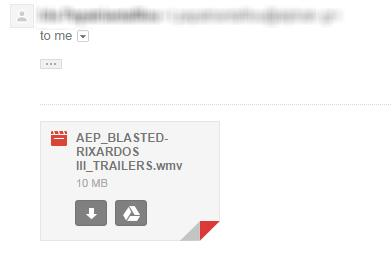 to me
AEP_BLASTED-
RIXARDOS
III_TRAILERS.wmv
10 MB